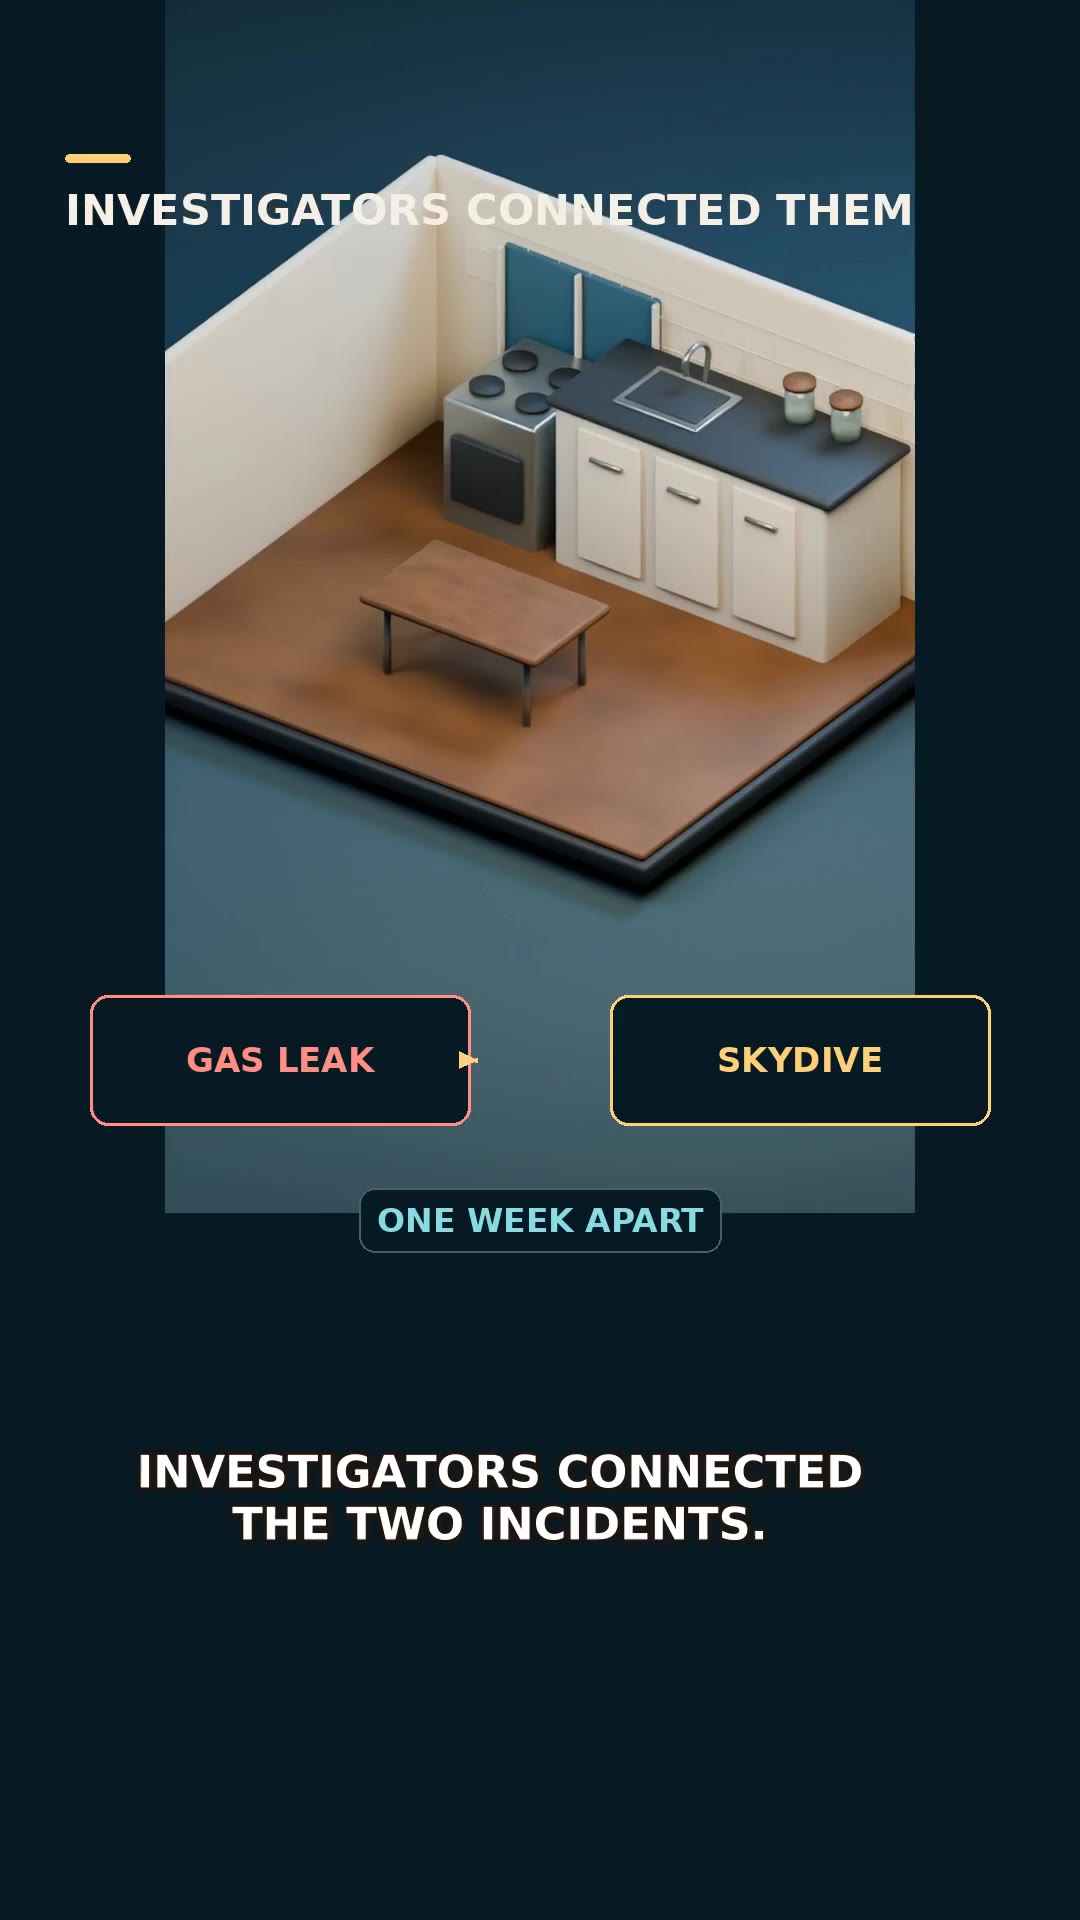 INVESTIGATORS CONNECTED THEM
GAS LEAK
SKYDIVE
ONE WEEK APART
INVESTIGATORS CONNECTED
THE TWO INCIDENTS.